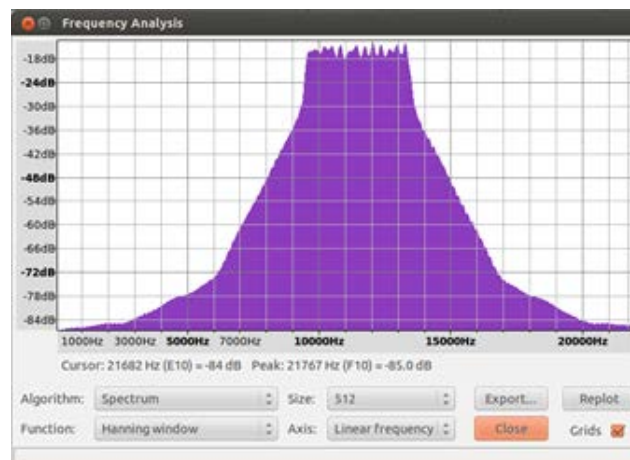 Frequency Analysis
-18dB
-24dB
-30dB
-36dB
-42dB
-48dB
-54dB
-60dB
-66dB
-72dB
-78dB
-84dB
1000Hz 3000Hz 5000Hz 7000Hz 10000Hz 15000Hz 20000Hz
Cursor: 21682 Hz (E10) = -84 dB Peak: 21767 Hz (F10) = -85.0 dB
Algorithm: Spectrum Size: 512 Export... Replot
Function: Hanning window Axis: Linear frequency Close Grids